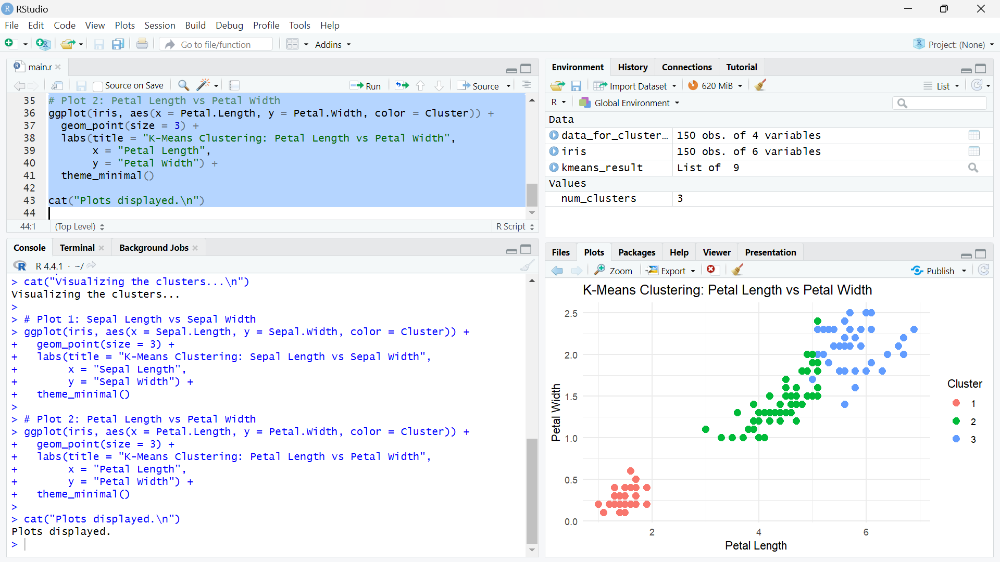 RStudio
File Edit Code View Plots Session Build Debug Profile Tools Help
Go to file/function Addins Project: (None)
main.r
Source on Save Run Source
35 # Plot 2: Petal Length vs Petal Width
36 ggplot(iris, aes(x = Petal.Length, y = Petal.Width, color = Cluster)) +
37 geom_point(size = 3) +
38 labs(title = "K-Means Clustering: Petal Length vs Petal Width",
39 x = "Petal Length",
40 y = "Petal Width") +
41 theme_minimal()
42
43 cat("Plots displayed.\n")
44
44:1 (Top Level) R Script
Console Terminal Background Jobs
R 4.4.1 · ~/
> cat("Visualizing the clusters...\n")
Visualizing the clusters...
>
> # Plot 1: Sepal Length vs Sepal Width
> ggplot(iris, aes(x = Sepal.Length, y = Sepal.Width, color = Cluster)) +
+ geom_point(size = 3) +
+ labs(title = "K-Means Clustering: Sepal Length vs Sepal Width",
+ x = "Sepal Length",
+ y = "Sepal Width") +
+ theme_minimal()
>
> # Plot 2: Petal Length vs Petal Width
> ggplot(iris, aes(x = Petal.Length, y = Petal.Width, color = Cluster)) +
+ geom_point(size = 3) +
+ labs(title = "K-Means Clustering: Petal Length vs Petal Width",
+ x = "Petal Length",
+ y = "Petal Width") +
+ theme_minimal()
>
> cat("Plots displayed.\n")
Plots displayed.
>
Environment History Connections Tutorial
Import Dataset 620 MiB List
R Global Environment
Data
data_for_cluster… 150 obs. of 4 variables
iris 150 obs. of 6 variables
kmeans_result List of 9
Values
num_clusters 3
Files Plots Packages Help Viewer Presentation
Zoom Export Publish
K-Means Clustering: Petal Length vs Petal Width
2.5
2.0
1.5
1.0
0.5
0.0
Petal Width
2 4 6
Petal Length
Cluster
1
2
3